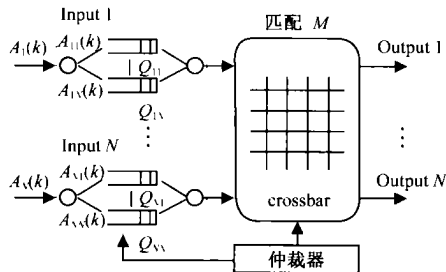 Input 1
匹配 M
A₁(k)
A₁₁(k)
Q₁₁
A₁ₙ(k)
Q₁ₙ
Output 1
⋮
⋮
Input N
Aₙ(k)
Aₙ₁(k)
Qₙ₁
Aₙₙ(k)
Qₙₙ
crossbar
Output N
仲裁器